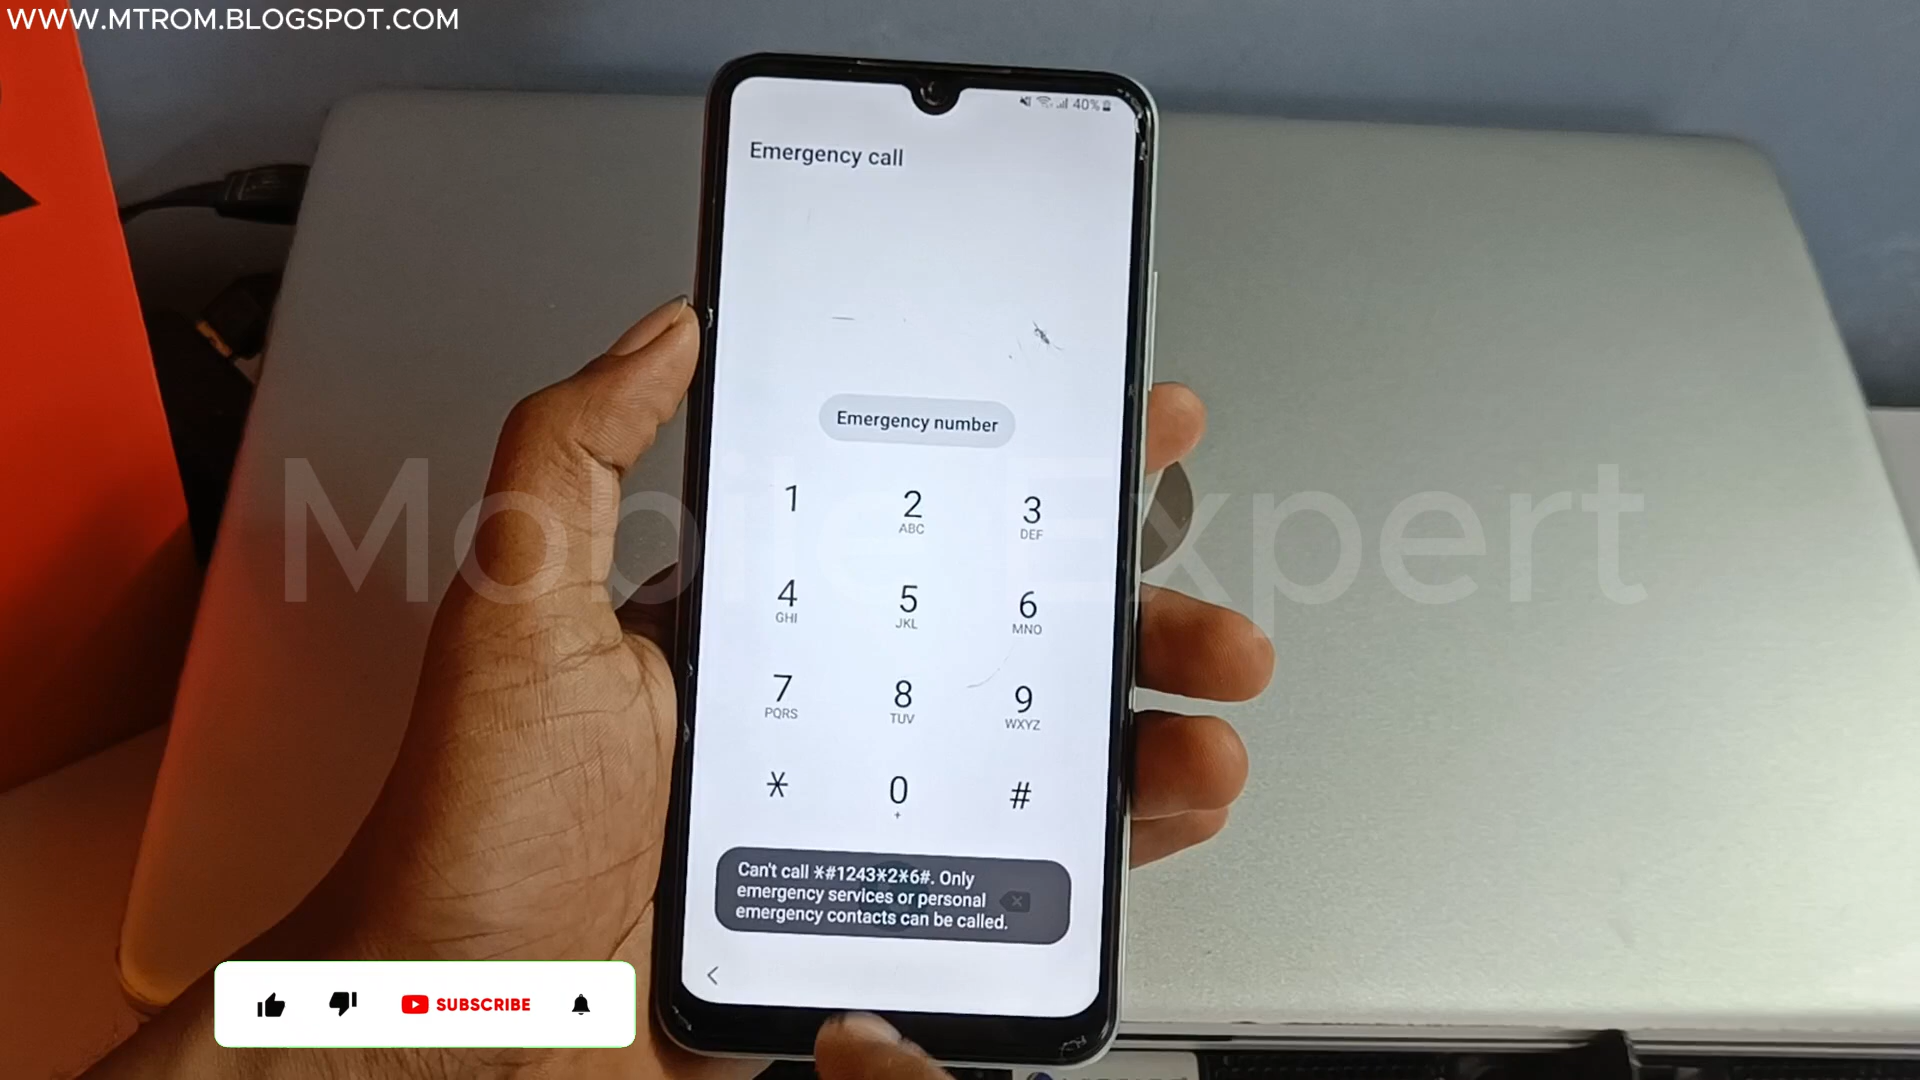 WWW.MTROM.BLOGSPOT.COM
40%
Emergency call
Emergency number
Mobile Expert
1
2
ABC
3
DEF
4
GHI
5
JKL
6
MNO
7
PQRS
8
TUV
9
WXYZ
*
0
+
#
Can't call *#1243*2*6#. Only
emergency services or personal
emergency contacts can be called.
SUBSCRIBE